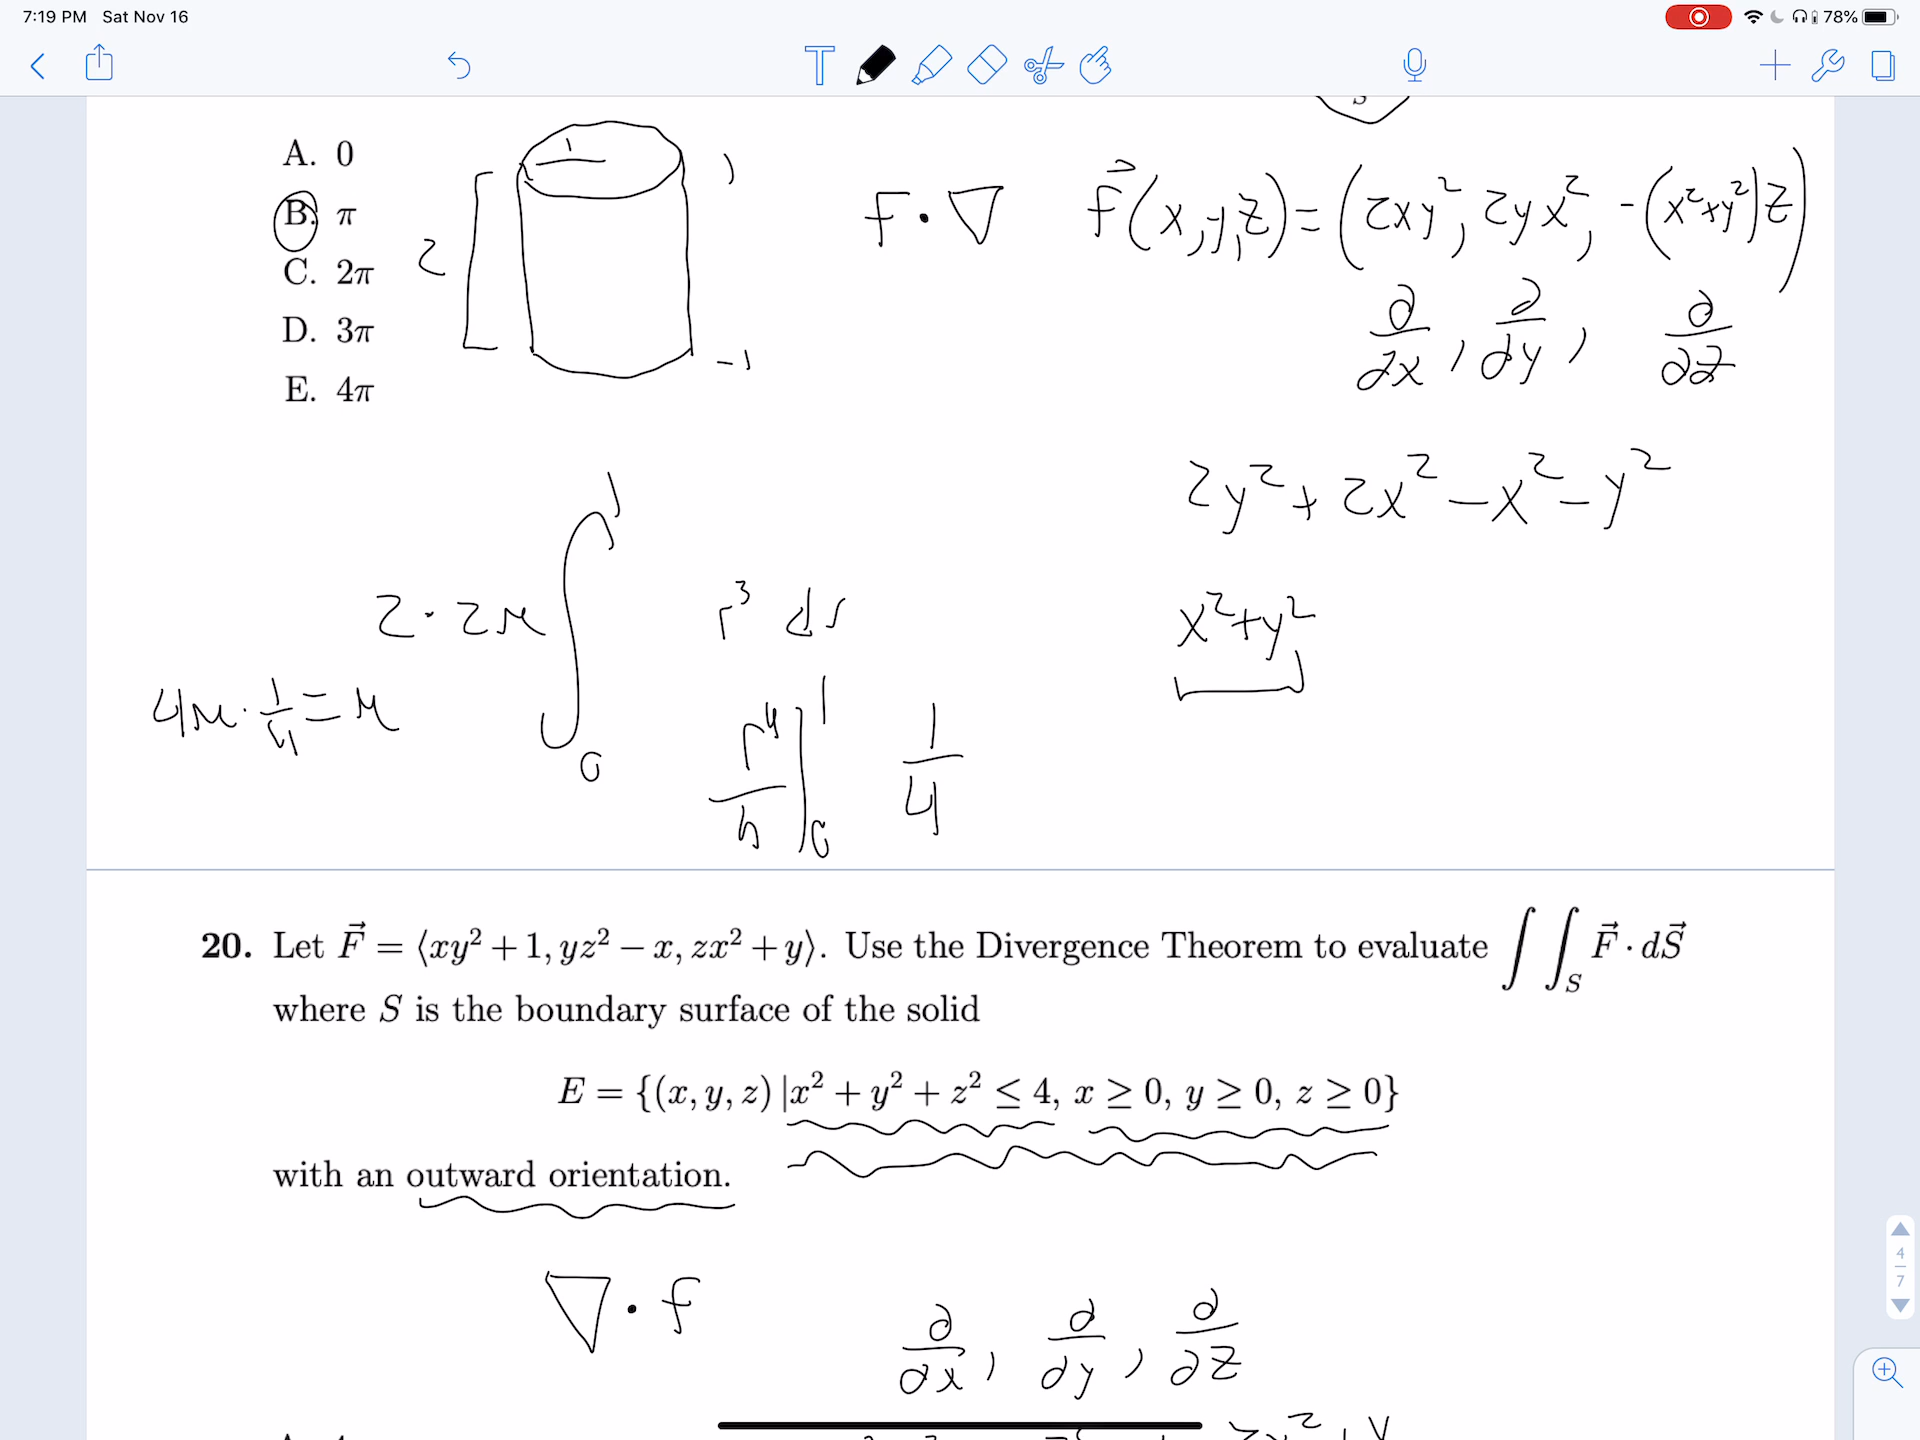 7:19 PM Sat Nov 16
78%
S
A. 0
B. π
C. 2π
D. 3π
E. 4π
1
1
2
-1
F · ∇
F⃗(x,y,z) = (2xy², 2yx², -(x²+y²)z)
∂/∂x, ∂/∂y, ∂/∂z
2y² + 2x² - x² - y²
x²+y²
2 · 2π ∫₀¹ r³ dr
4π · 1/4 = π
r⁴/4 |₀¹ 1/4
20. Let F⃗ = ⟨xy² + 1, yz² − x, zx² + y⟩. Use the Divergence Theorem to evaluate ∫∫_S F⃗ · dS⃗
where S is the boundary surface of the solid
E = {(x, y, z) |x² + y² + z² ≤ 4, x ≥ 0, y ≥ 0, z ≥ 0}
with an outward orientation.
4
7
∇ · F
∂/∂x, ∂/∂y, ∂/∂z